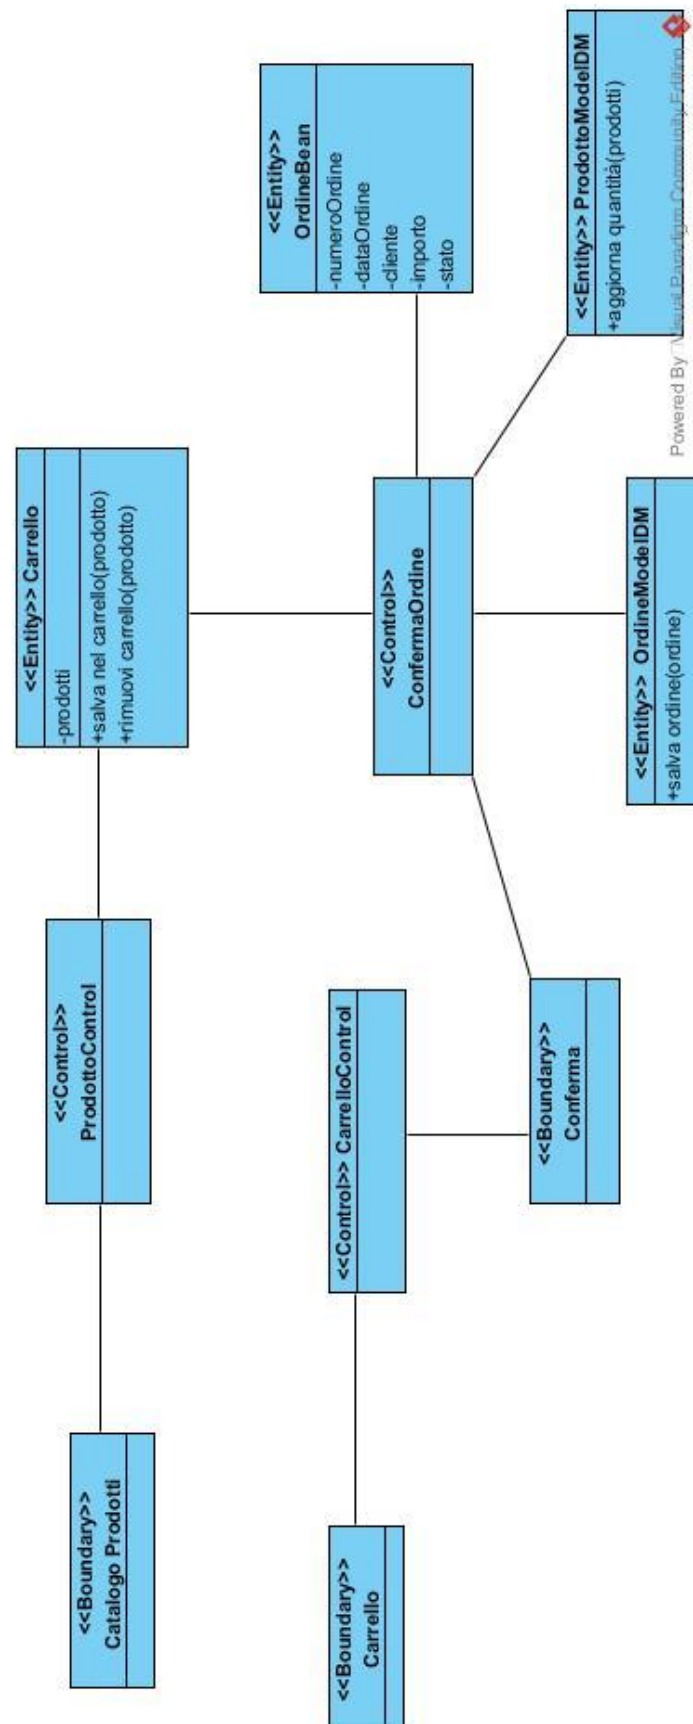 <<Boundary>>
Catalogo Prodotti
<<Control>>
ProdottoControl
<<Entity>> Carrello
-prodotti
+salva nel carrello(prodotto)
+rimuovi carrello(prodotto)
<<Entity>>
OrdineBean
-numeroOrdine
-dataOrdine
-cliente
-importo
-stato
<<Boundary>>
Carrello
<<Control>> CarrelloControl
<<Control>>
ConfermaOrdine
<<Boundary>>
Conferma
<<Entity>> OrdineModelDM
+salva ordine(ordine)
<<Entity>> ProdottoModelDM
+aggiorna quantità(prodotti)
Powered By Visual Paradigm Community Edition